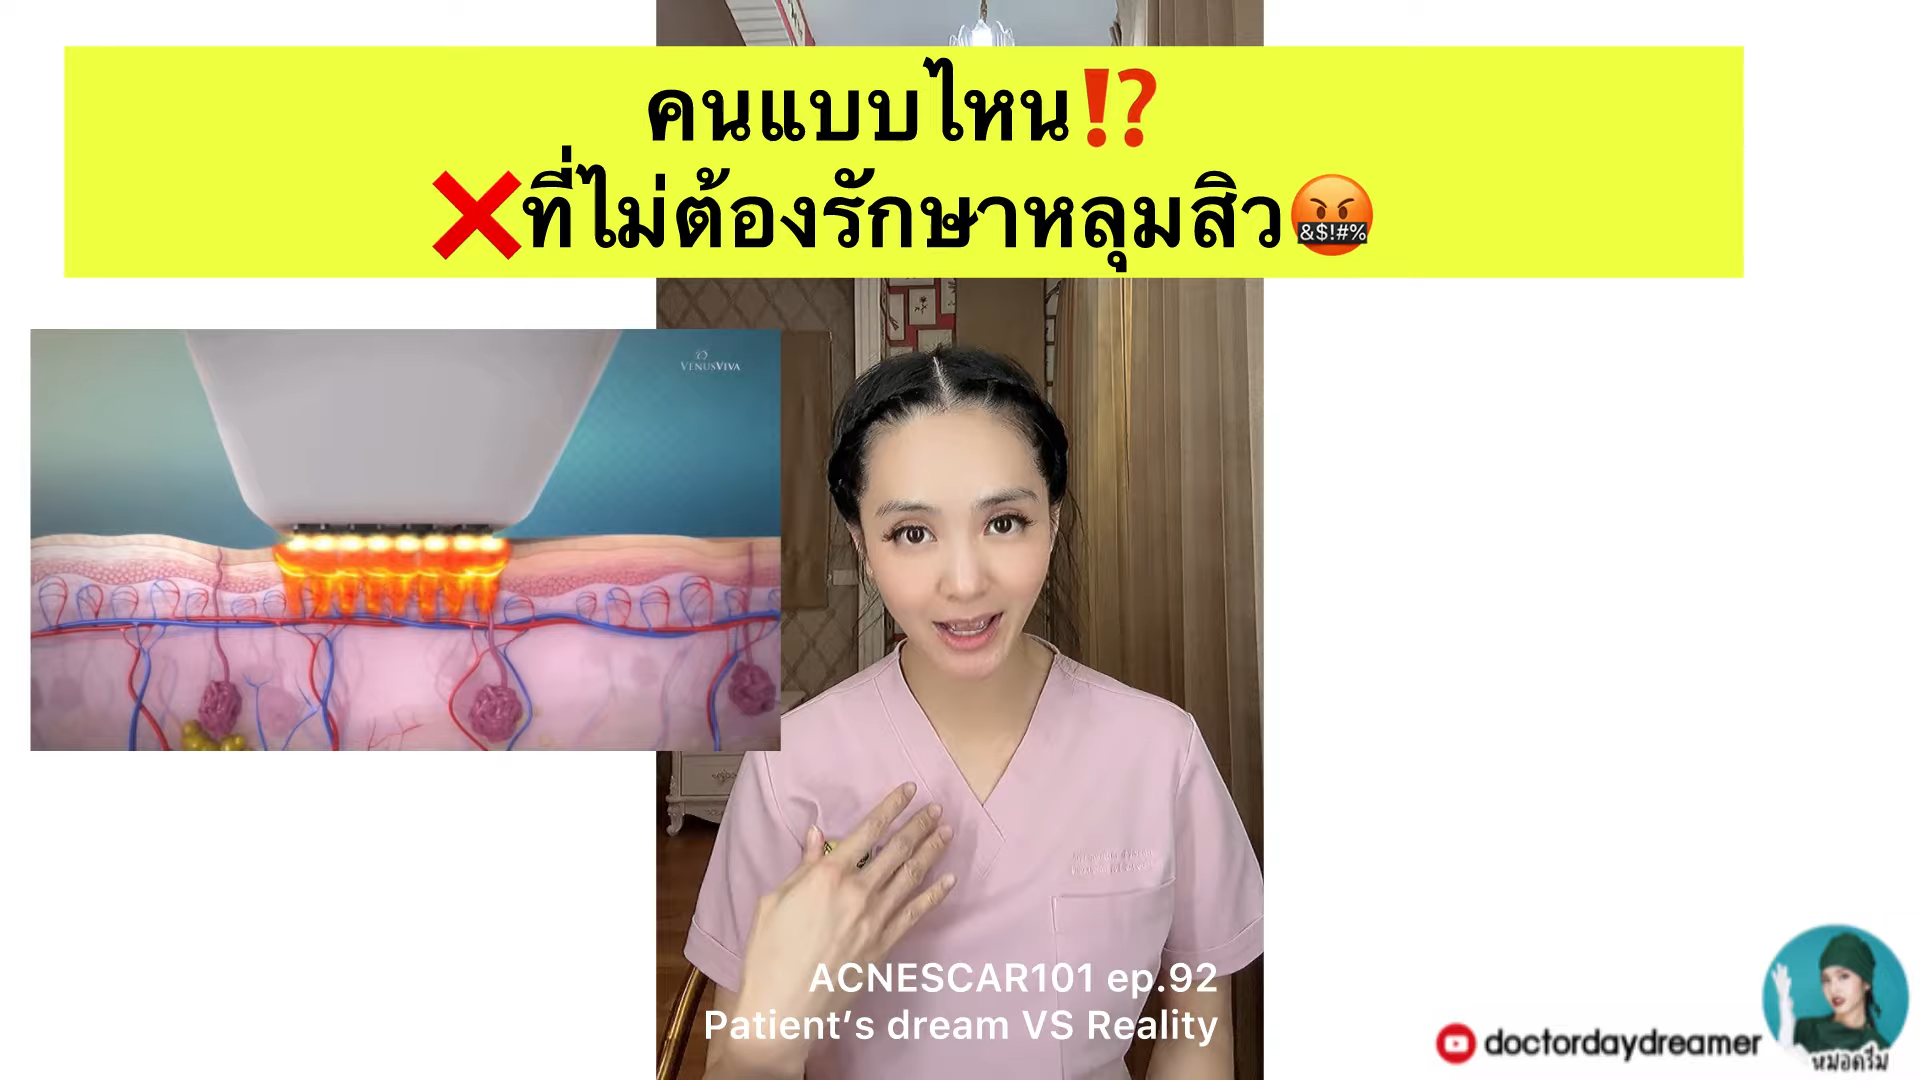 คนแบบไหน⁉️
❌ที่ไม่ต้องรักษาหลุมสิว🤬
VENUSVIVA
ACNESCAR101 ep.92
Patient’s dream VS Reality
doctordaydreamer
หมอดรีม